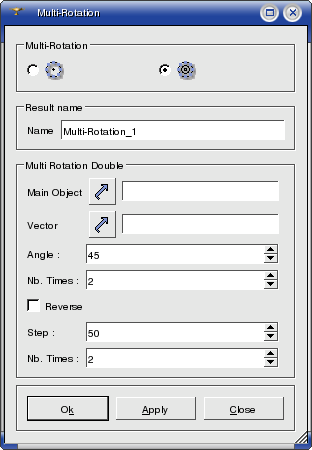 Multi-Rotation
Multi-Rotation
Result name
Name Multi-Rotation_1
Multi Rotation Double
Main Object
Vector
Angle : 45
Nb. Times : 2
Reverse
Step : 50
Nb. Times : 2
Ok Apply Close